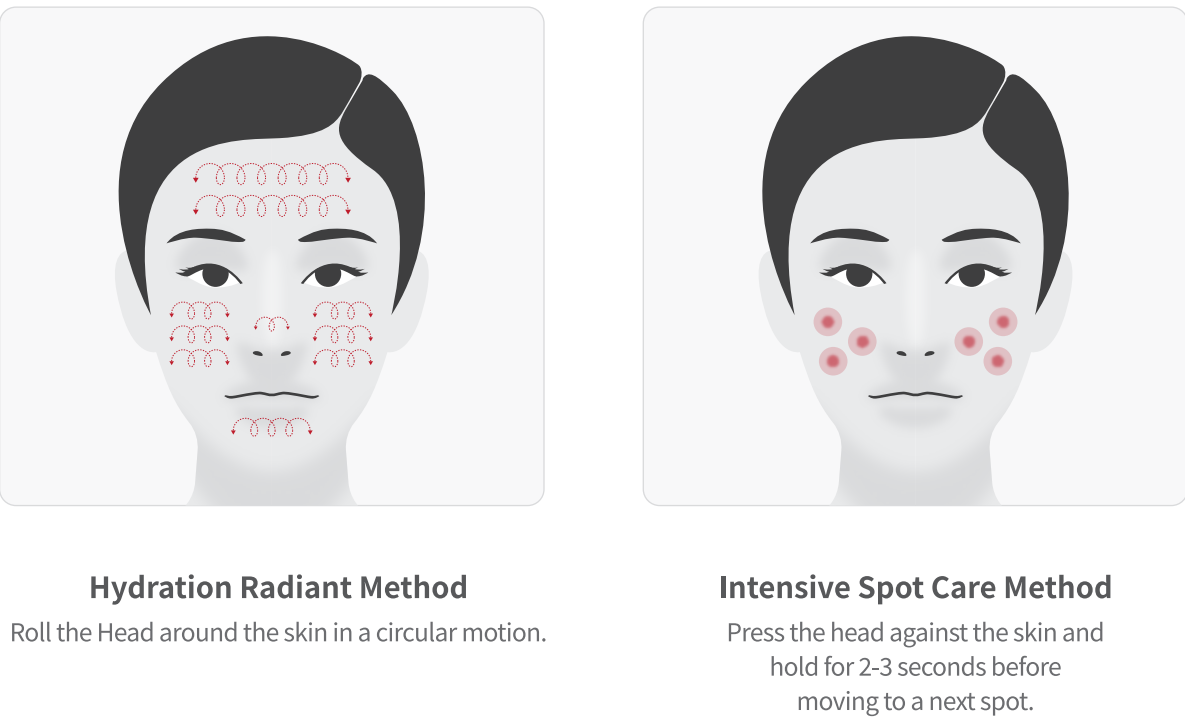 Hydration Radiant Method
Roll the Head around the skin in a circular motion.
Intensive Spot Care Method
Press the head against the skin and
hold for 2-3 seconds before
moving to a next spot.